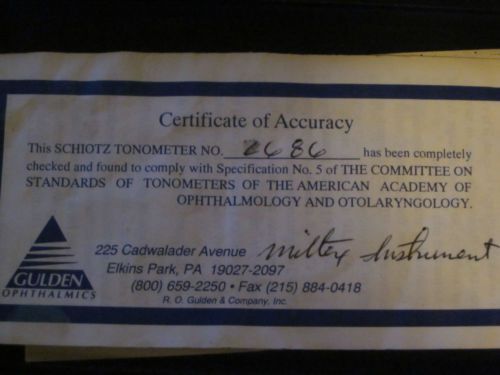 Certificate of Accuracy
This SCHIOTZ TONOMETER NO. 2686 has been completely
checked and found to comply with Specification No. 5 of THE COMMITTEE ON
STANDARDS OF TONOMETERS OF THE AMERICAN ACADEMY OF
OPHTHALMOLOGY AND OTOLARYNGOLOGY.
GULDEN
OPHTHALMICS
225 Cadwalader Avenue Miltex Instrument
Elkins Park, PA 19027-2097
(800) 659-2250 • Fax (215) 884-0418
R. O. Gulden & Company, Inc.